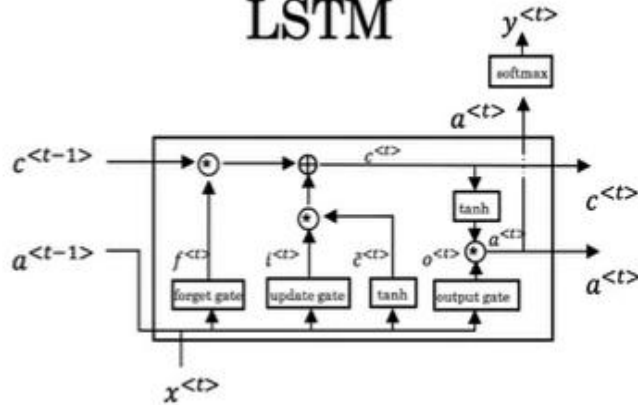 LSTM
y<t>
softmax
a<t>
c<t-1>
c<t>
c<t>
tanh
a<t-1>
f<t>
i<t>
c̃<t>
o<t>
a<t>
a<t>
forget gate
update gate
tanh
output gate
x<t>